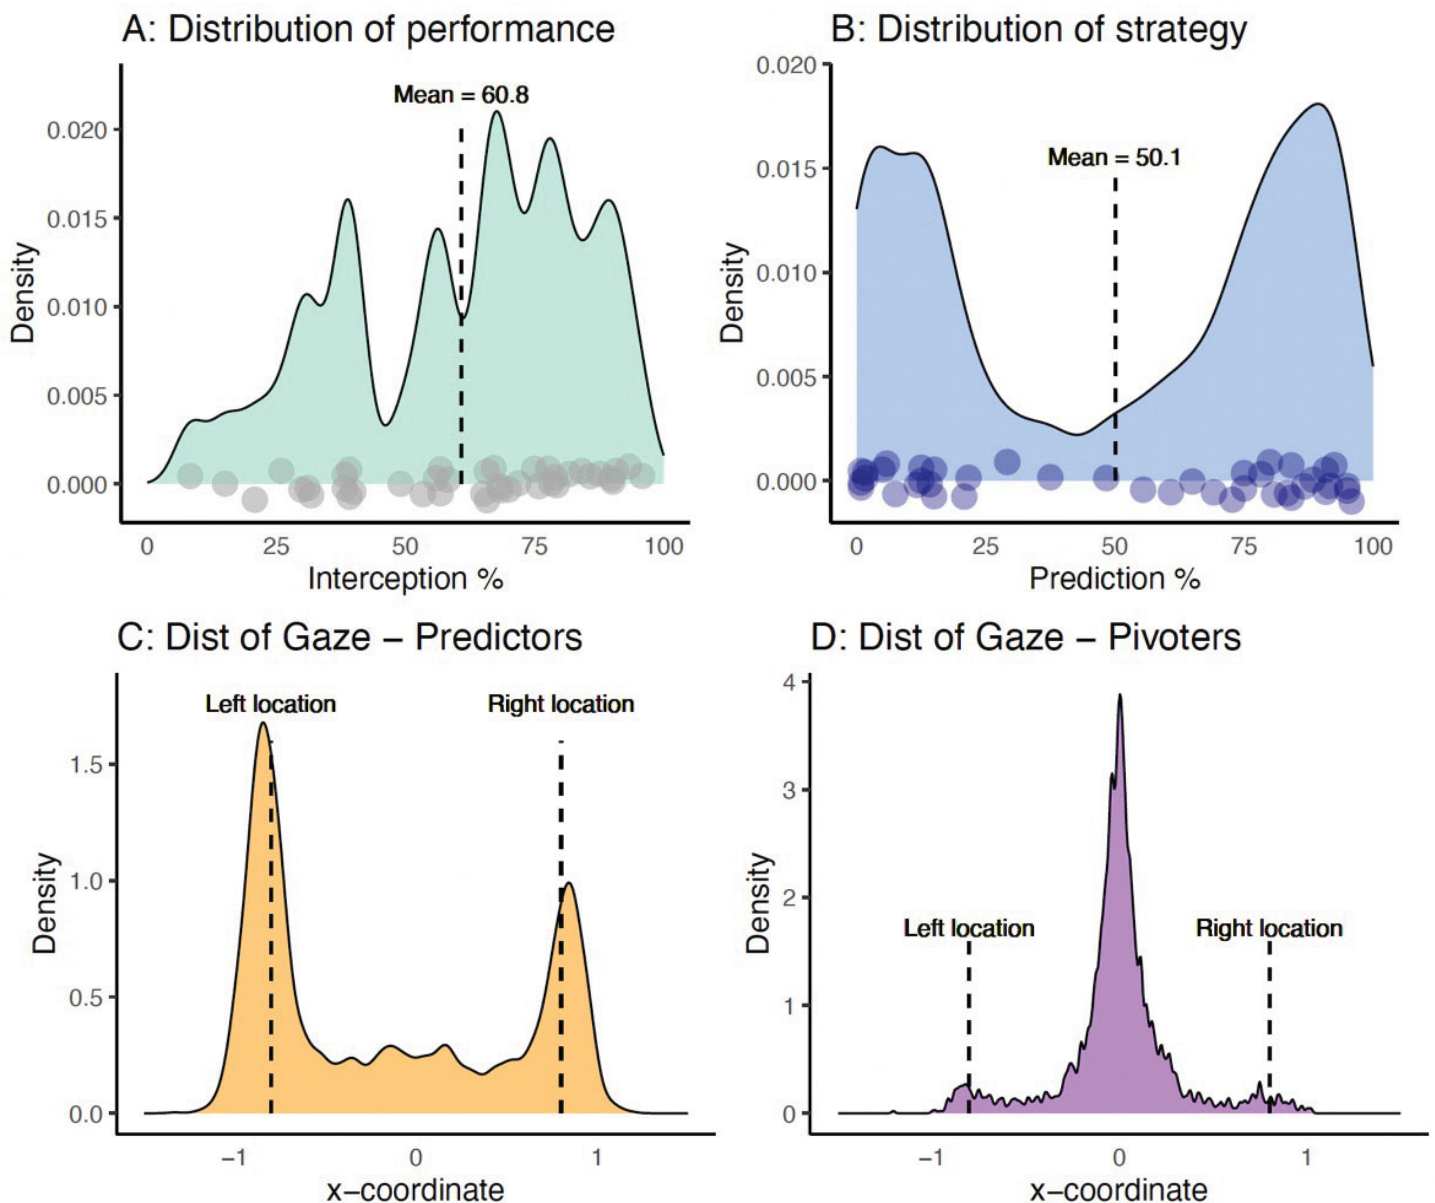 A: Distribution of performance
Mean = 60.8
Density
0.020
0.015
0.010
0.005
0.000
0 25 50 75 100
Interception %
B: Distribution of strategy
Mean = 50.1
Density
0.020
0.015
0.010
0.005
0.000
0 25 50 75 100
Prediction %
C: Dist of Gaze – Predictors
Left location Right location
Density
1.5
1.0
0.5
0.0
−1 0 1
x−coordinate
D: Dist of Gaze – Pivoters
Left location Right location
Density
4
3
2
1
0
−1 0 1
x−coordinate